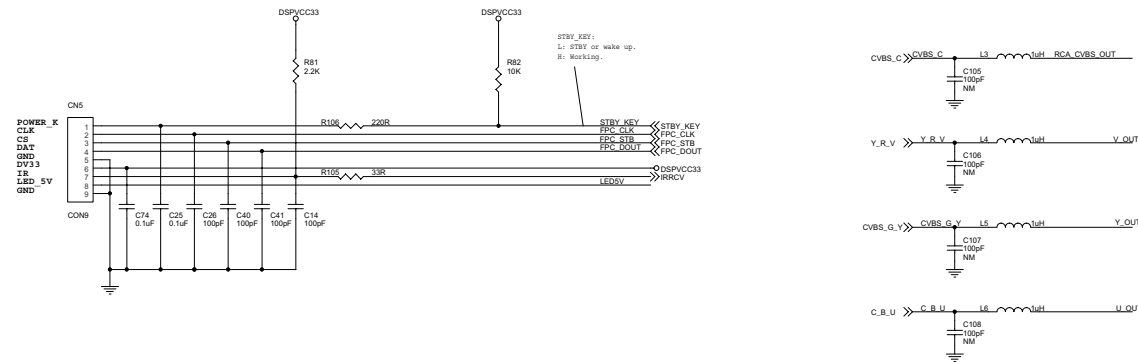 DSPVCC33
DSPVCC33
STBY_KEY:
L: STBY or wake up.
H: Working.
R81
2.2K
R82
10K
CN5
POWER_K
CLK
CS
DAT
GND
DV33
IR
LED_5V
GND
1
2
3
4
5
6
7
8
9
CON9
R106 220R
STBY_KEY STBY_KEY
FPC_CLK FPC_CLK
FPC_STB FPC_STB
FPC_DOUT FPC_DOUT
DSPVCC33
R105 33R
IRRCV
LED5V
C74
0.1uF
C25
0.1uF
C26
100pF
C40
100pF
C41
100pF
C14
100pF
CVBS_C CVBS_C L3 1uH RCA_CVBS_OUT
C105
100pF
NM
Y_R_V Y_R_V L4 1uH V_OUT
C106
100pF
NM
CVBS_G_Y CVBS_G_Y L5 1uH Y_OUT
C107
100pF
NM
C_B_U C_B_U L6 1uH U_OUT
C108
100pF
NM